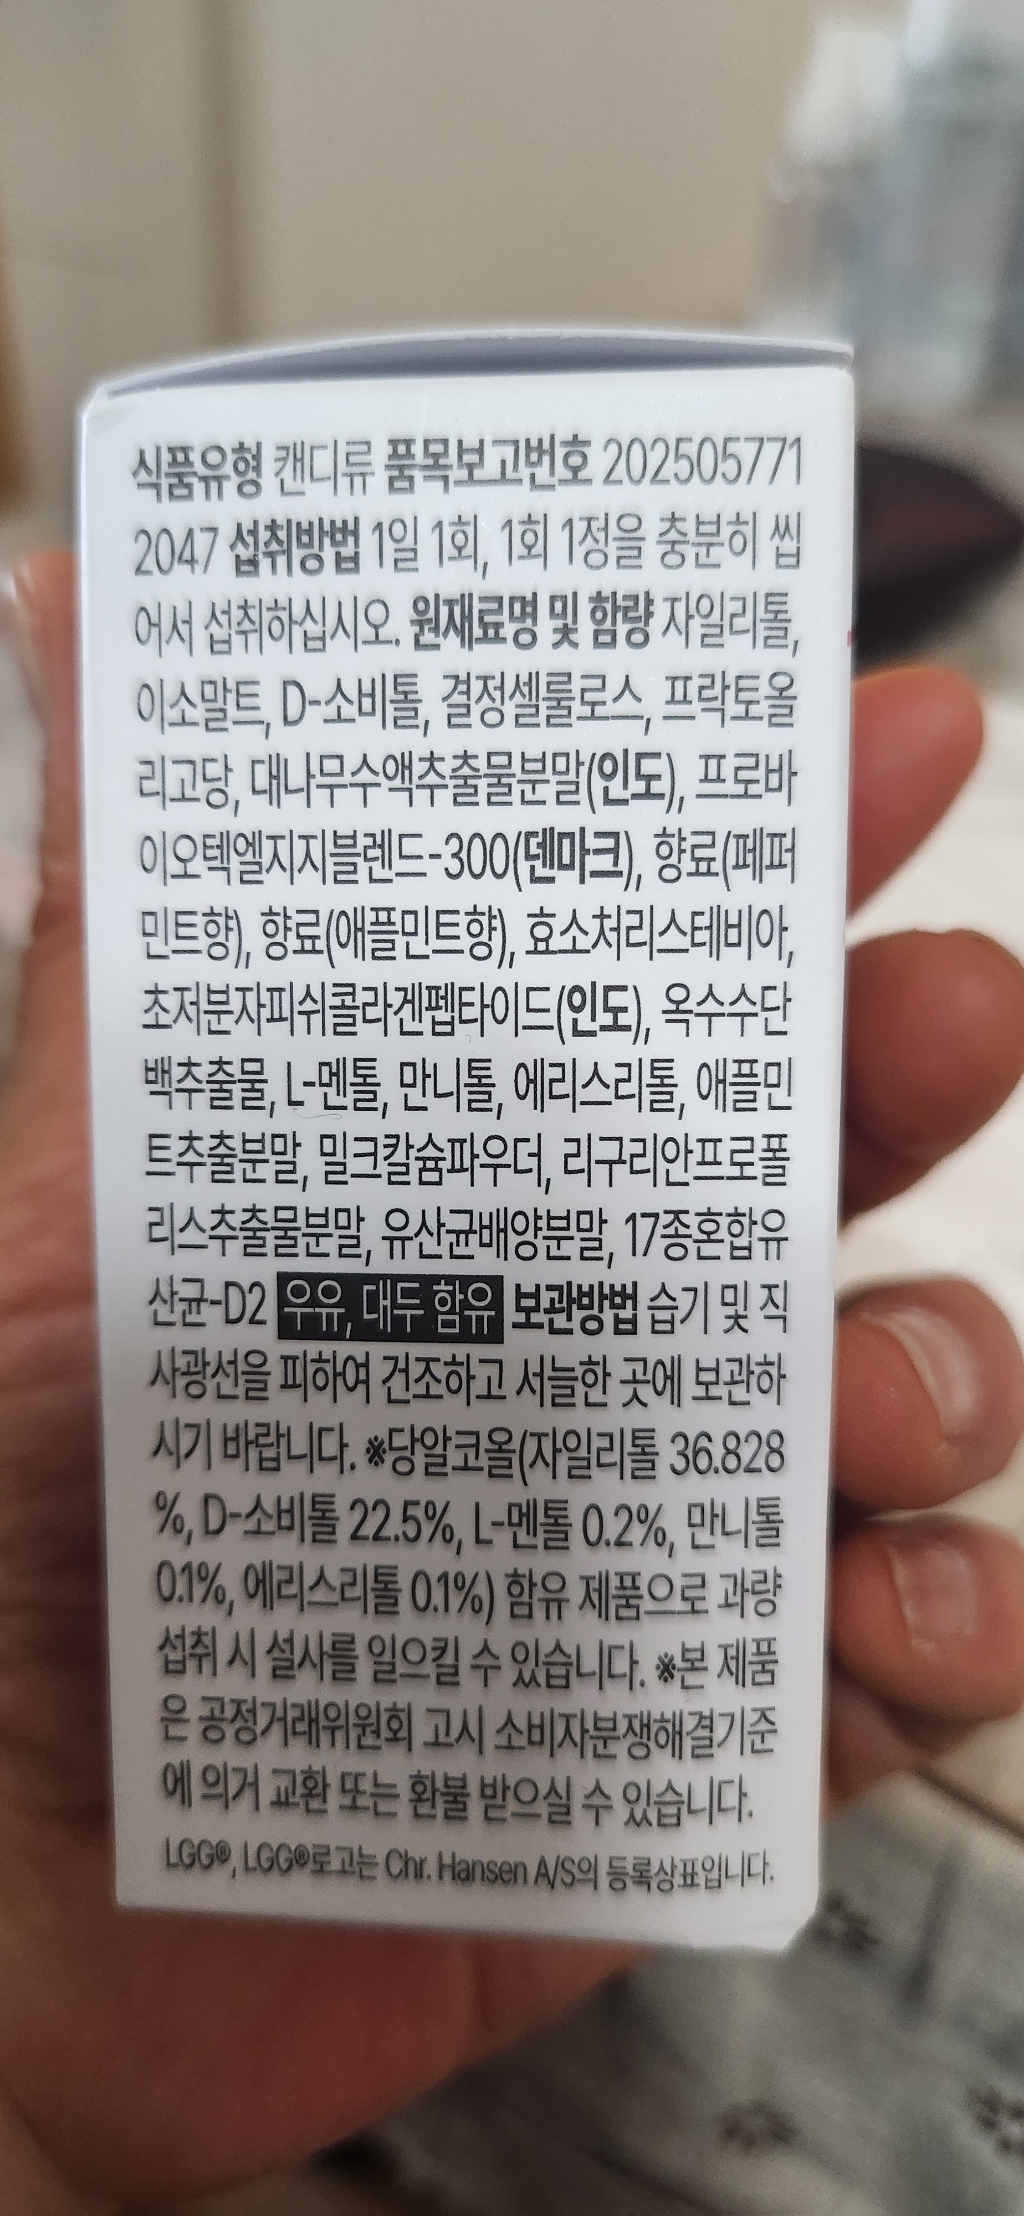 식품유형 캔디류 품목보고번호 202505771
2047 섭취방법 1일 1회, 1회 1정을 충분히 씹
어서 섭취하십시오. 원재료명 및 함량 자일리톨,
이소말트, D-소비톨, 결정셀룰로스, 프락토올
리고당, 대나무수액추출물분말(인도), 프로바
이오텍엘지지블렌드-300(덴마크), 향료(페퍼
민트향), 향료(애플민트향), 효소처리스테비아,
초저분자피쉬콜라겐펩타이드(인도), 옥수수단
백추출물, L-멘톨, 만니톨, 에리스리톨, 애플민
트추출분말, 밀크칼슘파우더, 리구리안프로폴
리스추출물분말, 유산균배양분말, 17종혼합유
산균-D2 우유, 대두 함유 보관방법 습기 및 직
사광선을 피하여 건조하고 서늘한 곳에 보관하
시기 바랍니다. ※당알코올(자일리톨 36.828
%, D-소비톨 22.5%, L-멘톨 0.2%, 만니톨
0.1%, 에리스리톨 0.1%) 함유 제품으로 과량
섭취 시 설사를 일으킬 수 있습니다. ※본 제품
은 공정거래위원회 고시 소비자분쟁해결기준
에 의거 교환 또는 환불 받으실 수 있습니다.
LGG®, LGG®로고는 Chr. Hansen A/S의 등록상표입니다.